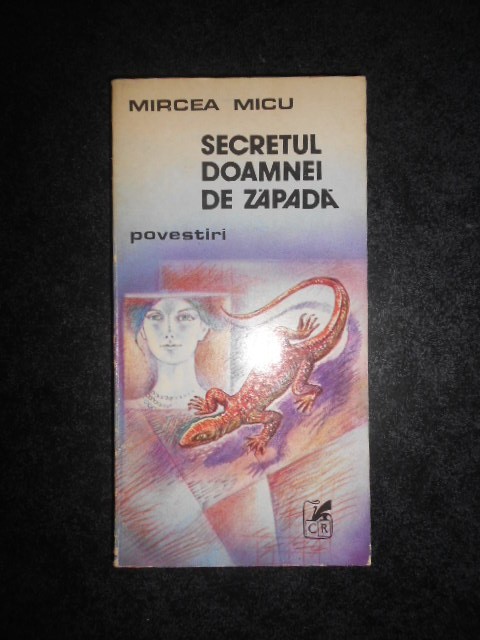 MIRCEA MICU
SECRETUL
DOAMNEI
DE ZĂPADĂ
povestiri
CR